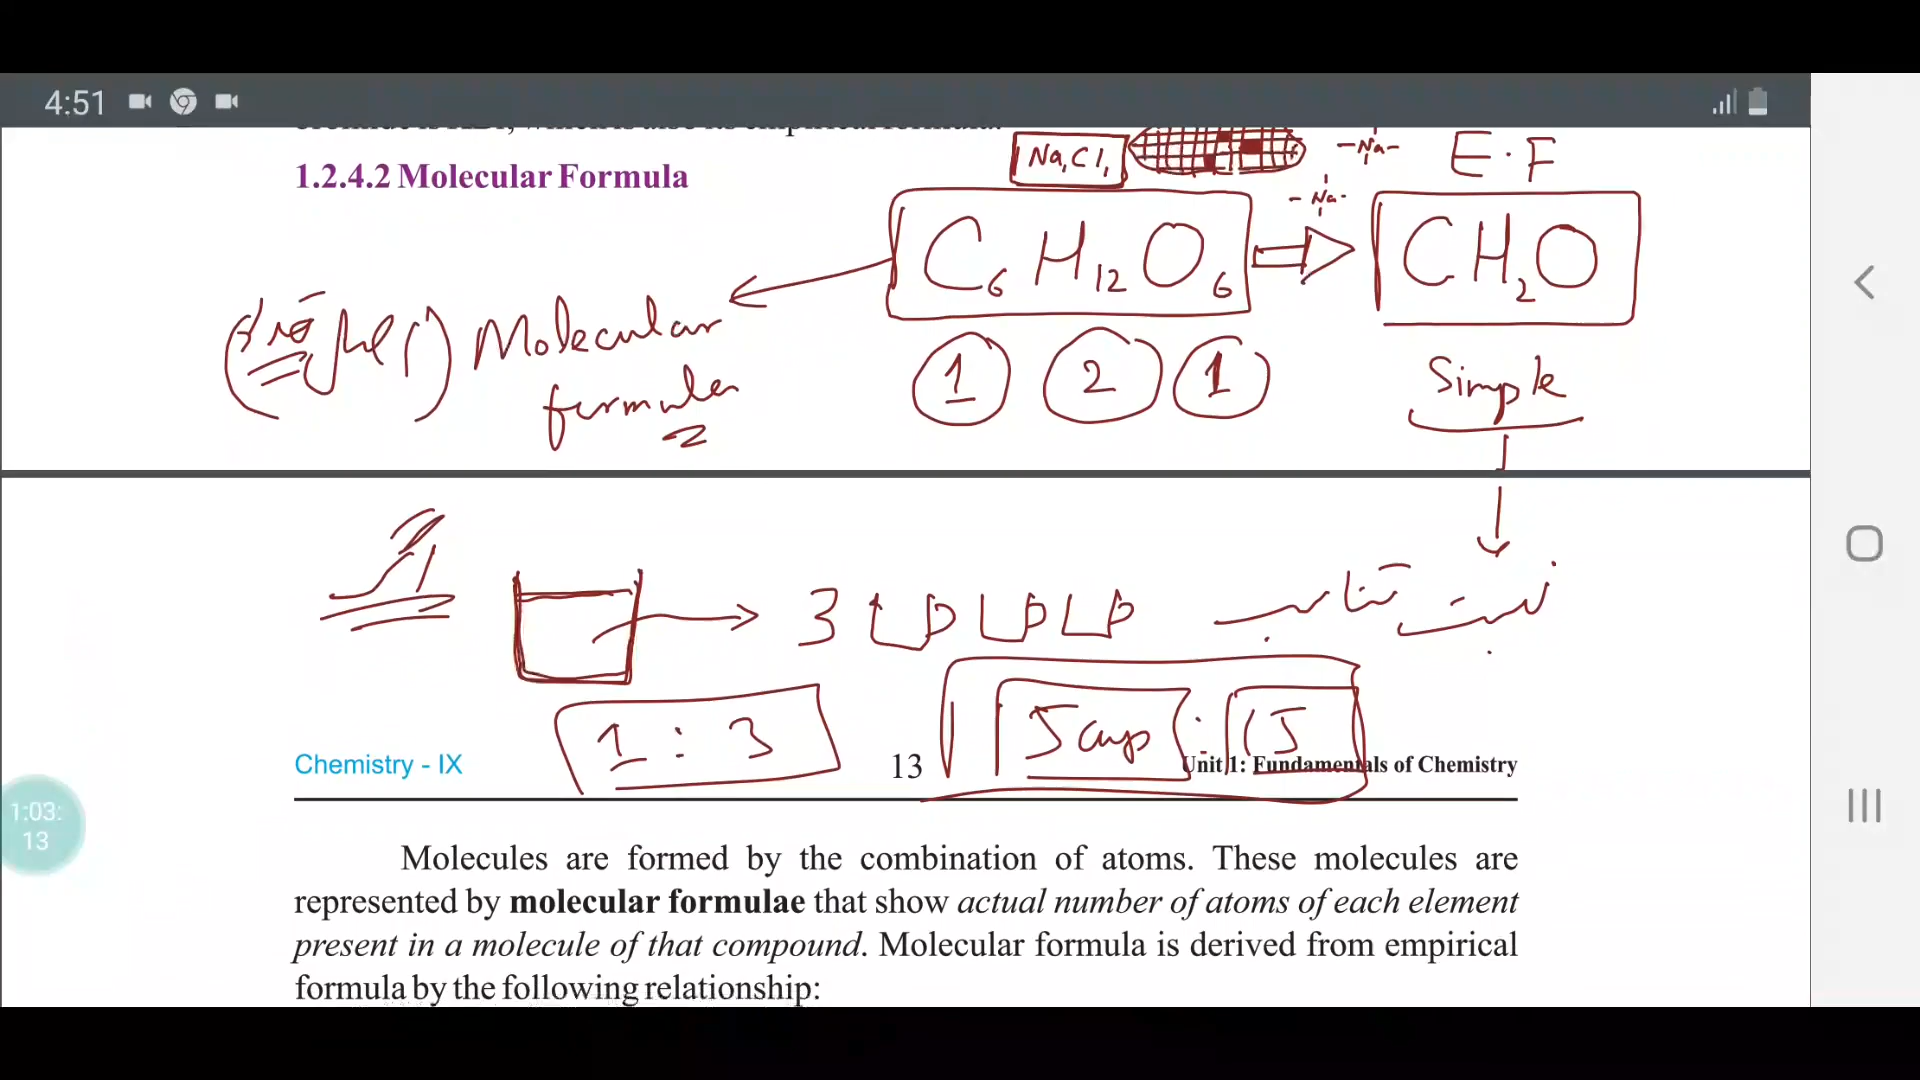 4:51
1.2.4.2 Molecular Formula
Na, Cl,
-Na-
-Na-
E.F
C6H12O6
CH2O
Molecular
formula
1 2 1
Simple
نسبت تناسب
3
1 : 3
5 cup : 15
Chemistry - IX 13 Unit 1: Fundamentals of Chemistry
1:03:
13
Molecules are formed by the combination of atoms. These molecules are
represented by molecular formulae that show actual number of atoms of each element
present in a molecule of that compound. Molecular formula is derived from empirical
formula by the following relationship: